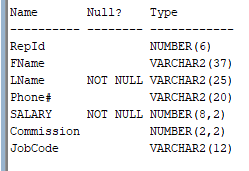 Name       Null?    Type
---------- -------- ------------
RepId               NUMBER(6)
FName               VARCHAR2(37)
LName      NOT NULL VARCHAR2(25)
Phone#              VARCHAR2(20)
SALARY     NOT NULL NUMBER(8,2)
Commission          NUMBER(2,2)
JobCode             VARCHAR2(12)